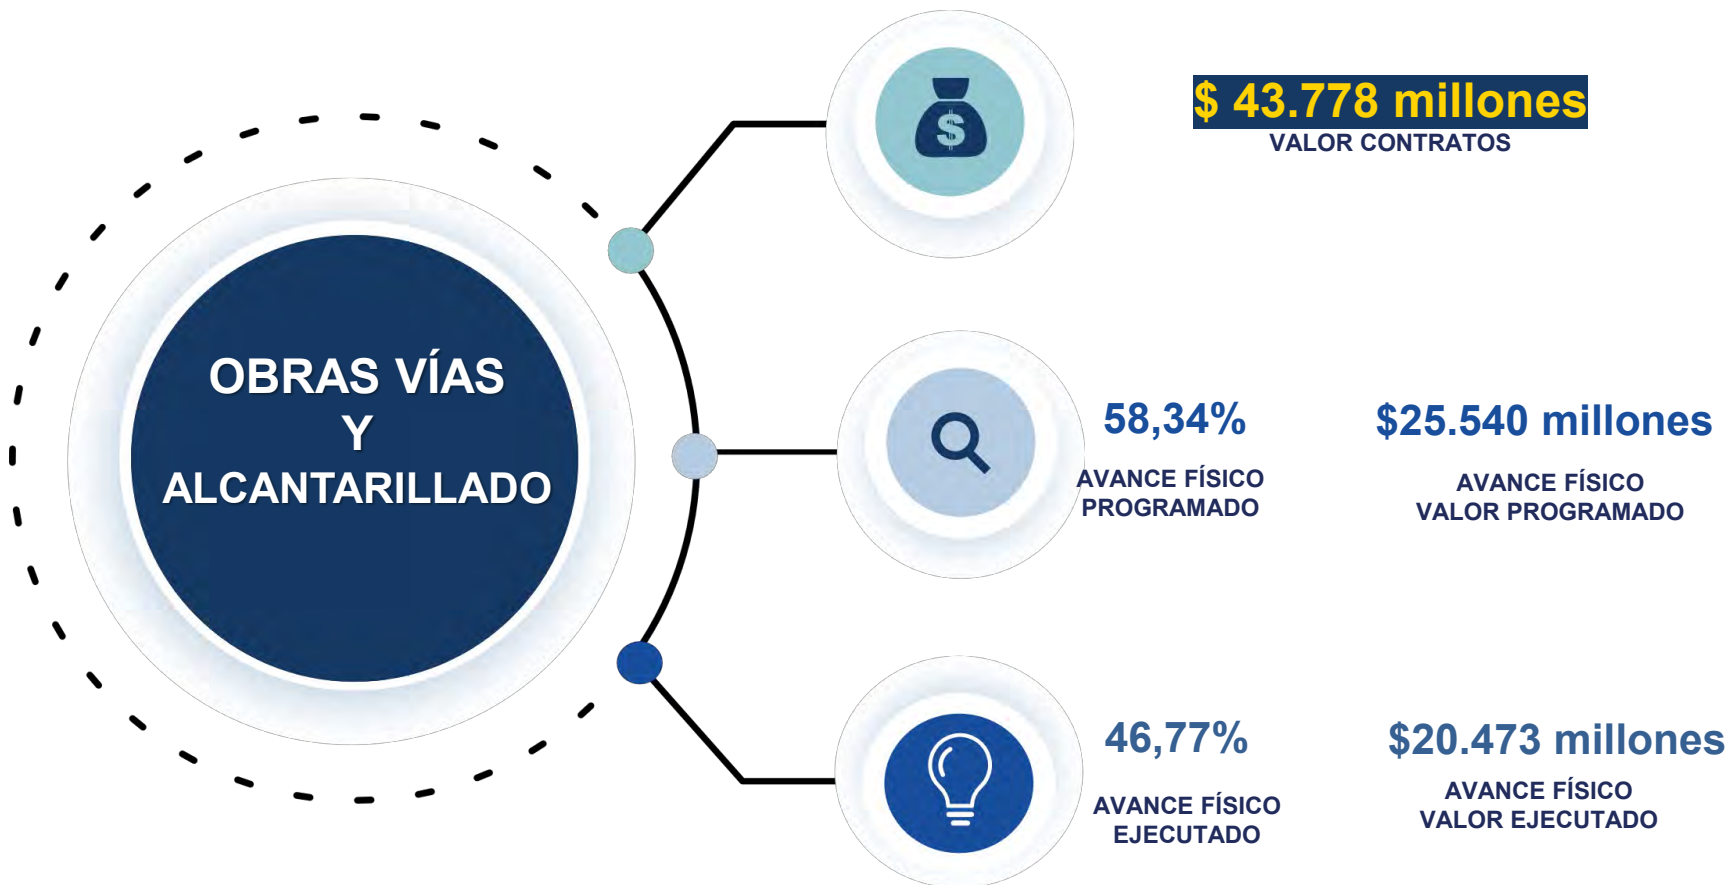 OBRAS VÍAS
Y
ALCANTARILLADO
$
$ 43.778 millones
VALOR CONTRATOS
58,34%
AVANCE FÍSICO
PROGRAMADO
$25.540 millones
AVANCE FÍSICO
VALOR PROGRAMADO
46,77%
AVANCE FÍSICO
EJECUTADO
$20.473 millones
AVANCE FÍSICO
VALOR EJECUTADO